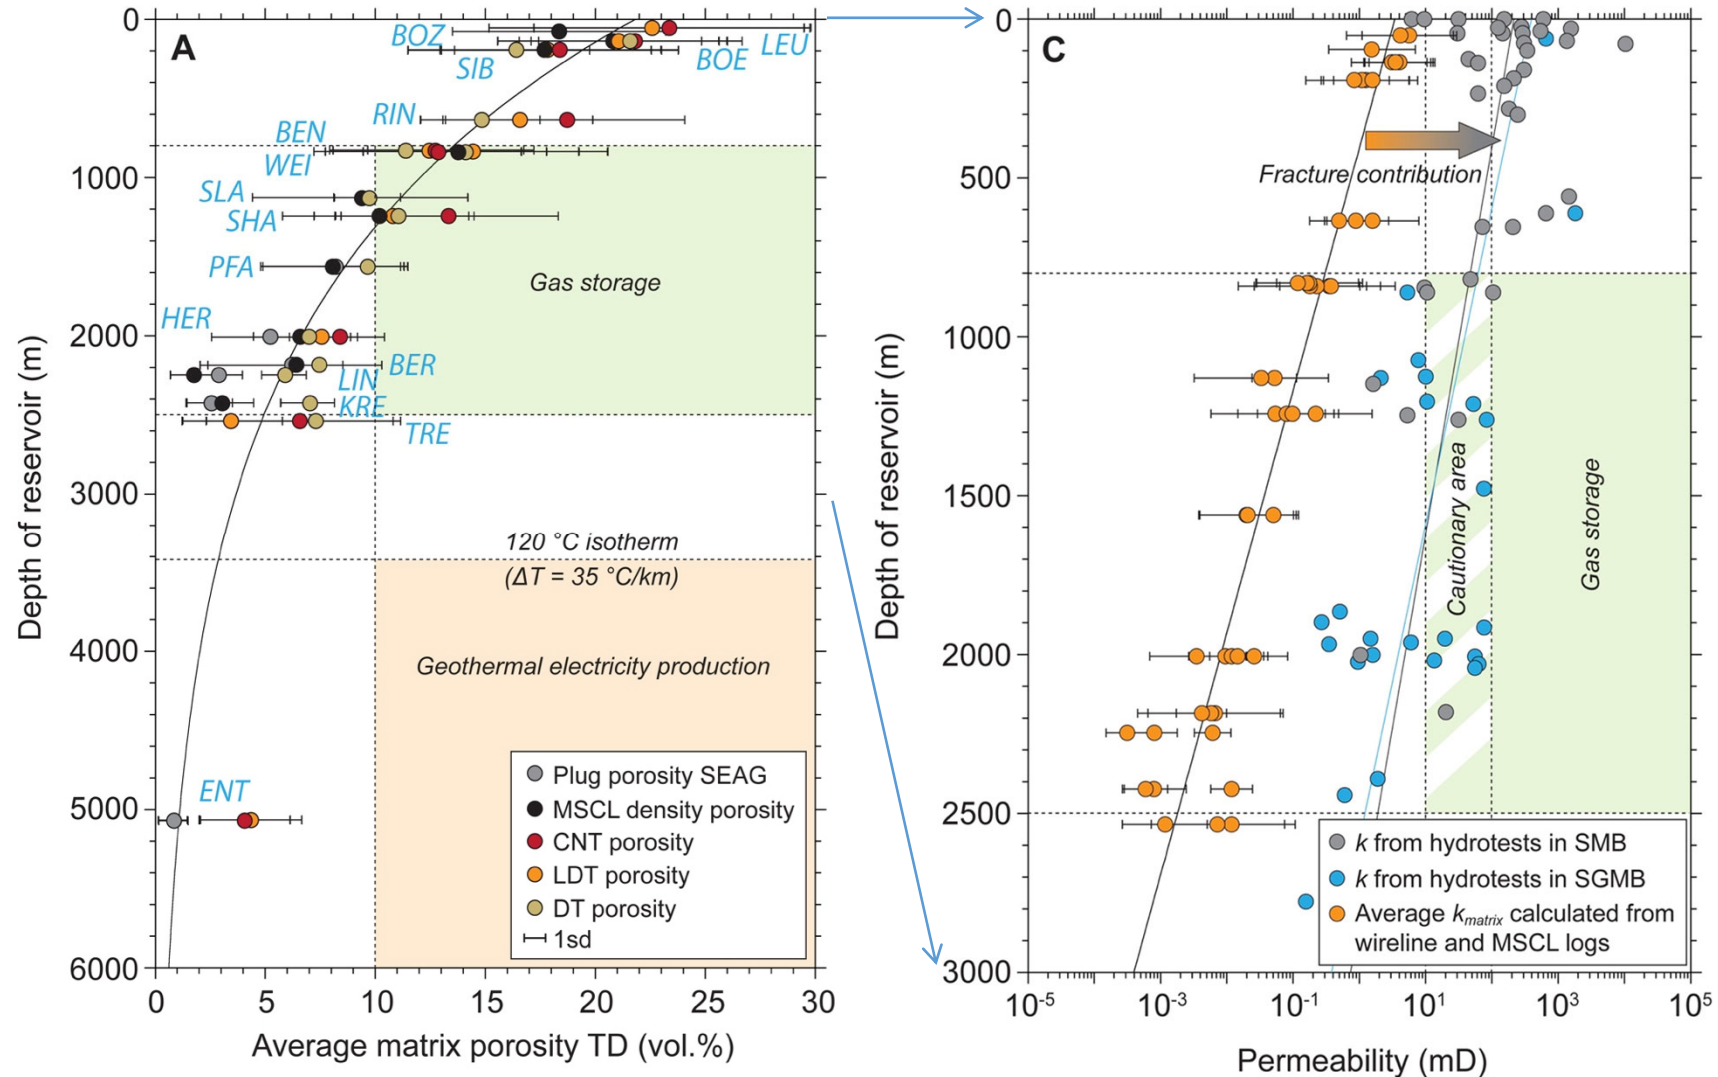 A
BOZ
LEU
BOE
SIB
RIN
BEN
WEI
SLA
SHA
PFA
HER
BER
LIN
KRE
TRE
ENT
Gas storage
120 °C isotherm
(ΔT = 35 °C/km)
Geothermal electricity production
Plug porosity SEAG
MSCL density porosity
CNT porosity
LDT porosity
DT porosity
1sd
0
1000
2000
3000
4000
5000
6000
Depth of reservoir (m)
0 5 10 15 20 25 30
Average matrix porosity TD (vol.%)
C
Fracture contribution
Cautionary area
Gas storage
k from hydrotests in SMB
k from hydrotests in SGMB
Average k_matrix calculated from
wireline and MSCL logs
0
500
1000
1500
2000
2500
3000
Depth of reservoir (m)
10⁻⁵ 10⁻³ 10⁻¹ 10¹ 10³ 10⁵
Permeability (mD)